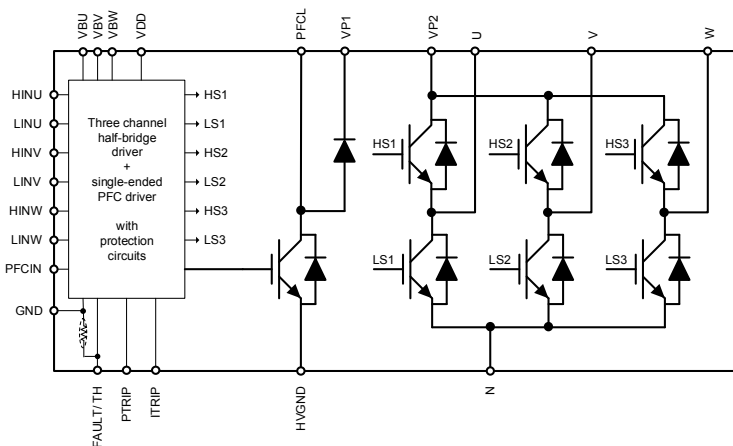 VBU
VBV
VBW
VDD
PFCL
VP1
VP2
U
V
W
HINU
LINU
HINV
LINV
HINW
LINW
PFCIN
GND
Three channel
half-bridge
driver
+
single-ended
PFC driver
with
protection
circuits
HS1
LS1
HS2
LS2
HS3
LS3
HS1
HS2
HS3
LS1
LS2
LS3
FAULT/TH
PTRIP
ITRIP
HVGND
N